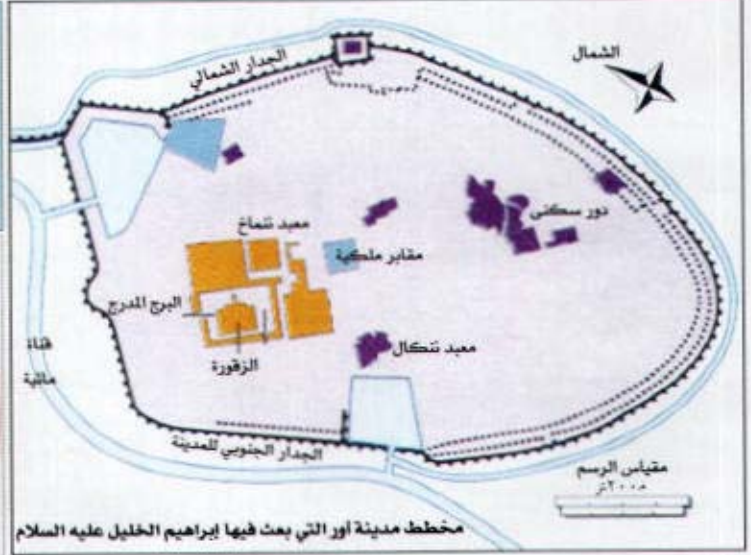 الشمال
الجدار الشمالي
دور سكنى
معبد ننماخ
مقابر ملكية
البرج المدرج
الزقورة
معبد ننكال
قناة
مائية
الجدار الجنوبي للمدينة
مقياس الرسم
مخطط مدينة أور التي بعث فيها إبراهيم الخليل عليه السلام